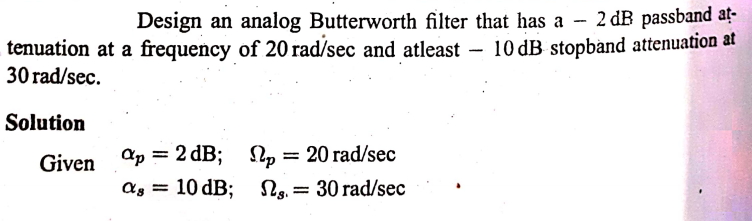 Design an analog Butterworth filter that has a − 2 dB passband at-
tenuation at a frequency of 20 rad/sec and atleast − 10 dB stopband attenuation at
30 rad/sec.
Solution
Given αp = 2 dB; Ωp = 20 rad/sec
αs = 10 dB; Ωs. = 30 rad/sec